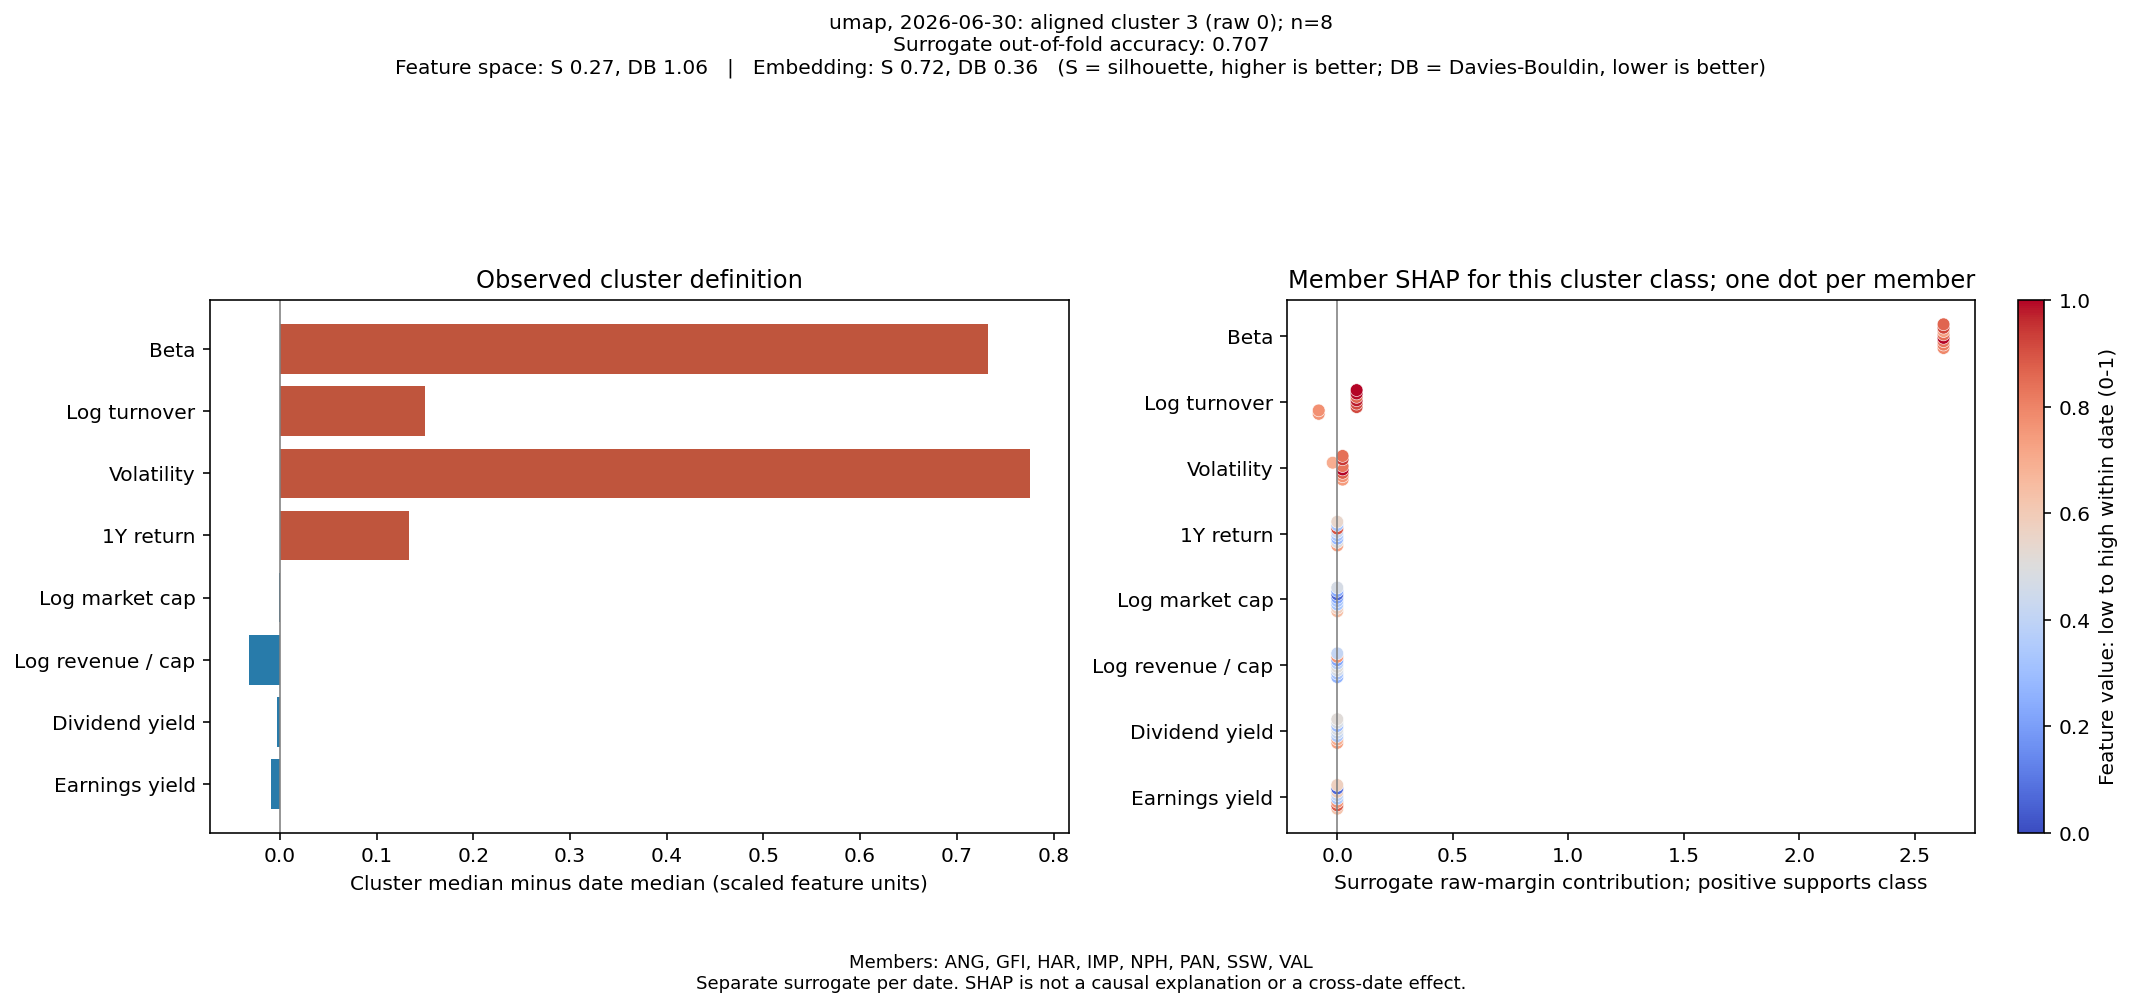 umap, 2026-06-30: aligned cluster 3 (raw 0); n=8
Surrogate out-of-fold accuracy: 0.707
Feature space: S 0.27, DB 1.06 | Embedding: S 0.72, DB 0.36 (S = silhouette, higher is better; DB = Davies-Bouldin, lower is better)
Observed cluster definition
Beta
Log turnover
Volatility
1Y return
Log market cap
Log revenue / cap
Dividend yield
Earnings yield
0.0 0.1 0.2 0.3 0.4 0.5 0.6 0.7 0.8
Cluster median minus date median (scaled feature units)
Member SHAP for this cluster class; one dot per member
Beta
Log turnover
Volatility
1Y return
Log market cap
Log revenue / cap
Dividend yield
Earnings yield
0.0 0.5 1.0 1.5 2.0 2.5
Surrogate raw-margin contribution; positive supports class
1.0
0.8
0.6
0.4
0.2
0.0
Feature value: low to high within date (0-1)
Members: ANG, GFI, HAR, IMP, NPH, PAN, SSW, VAL
Separate surrogate per date. SHAP is not a causal explanation or a cross-date effect.